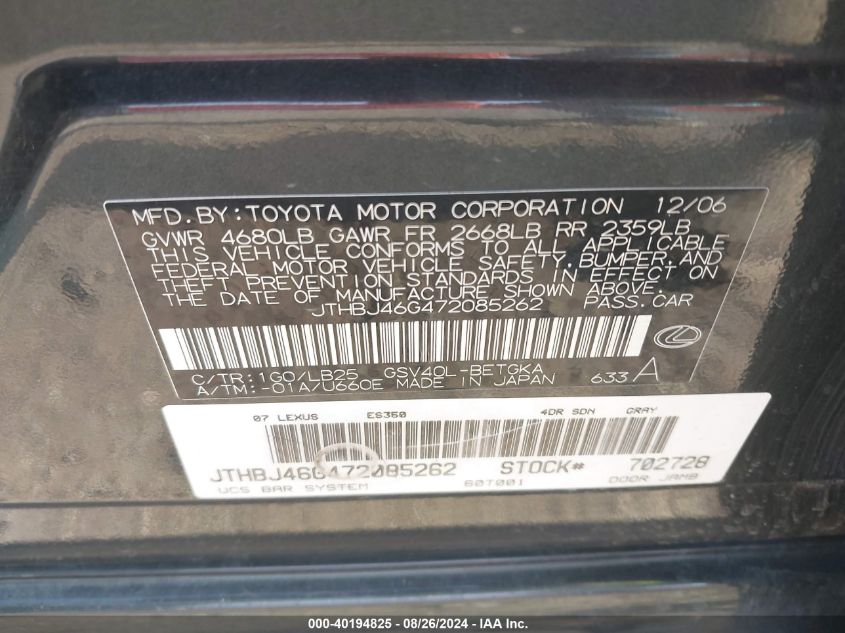 MFD.BY:TOYOTA MOTOR CORPORATION 12/06
GVWR 4680LB GAWR FR 2668LB RR 2359LB
THIS VEHICLE CONFORMS TO ALL APPLICABLE
FEDERAL MOTOR VEHICLE SAFETY, BUMPER, AND
THEFT PREVENTION STANDARDS IN EFFECT ON
THE DATE OF MANUFACTURE SHOWN ABOVE.
JTHBJ46G472085262 PASS.CAR
C/TR:1G0/LB25 GSV40L-BETGKA
A/TM:-01A/U660E MADE IN JAPAN 633 A
07 LEXUS ES350 4DR SDN GRAY
JTHBJ46G472085262 STOCK# 702728
VCS BAR SYSTEM 60T001 DOOR JAMB
000-40194825 - 08/26/2024 - IAA Inc.